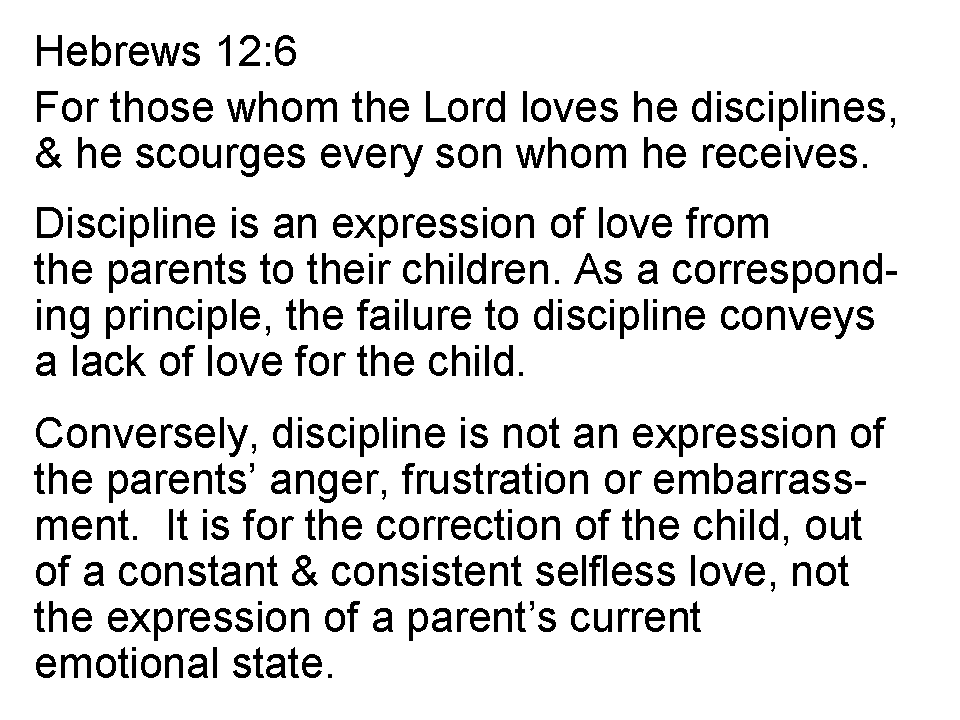 Hebrews 12:6
For those whom the Lord loves he disciplines,
& he scourges every son whom he receives.
Discipline is an expression of love from
the parents to their children. As a correspond-
ing principle, the failure to discipline conveys
a lack of love for the child.
Conversely, discipline is not an expression of
the parents’ anger, frustration or embarrass-
ment.  It is for the correction of the child, out
of a constant & consistent selfless love, not
the expression of a parent’s current
emotional state.